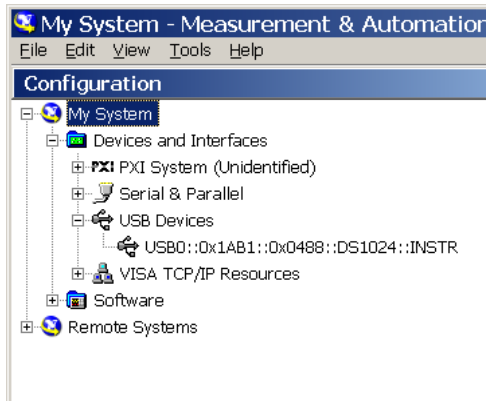 My System - Measurement & Automation
File Edit View Tools Help
Configuration
My System
Devices and Interfaces
PXI PXI System (Unidentified)
Serial & Parallel
USB Devices
USB0::0x1AB1::0x0488::DS1024::INSTR
VISA TCP/IP Resources
Software
Remote Systems